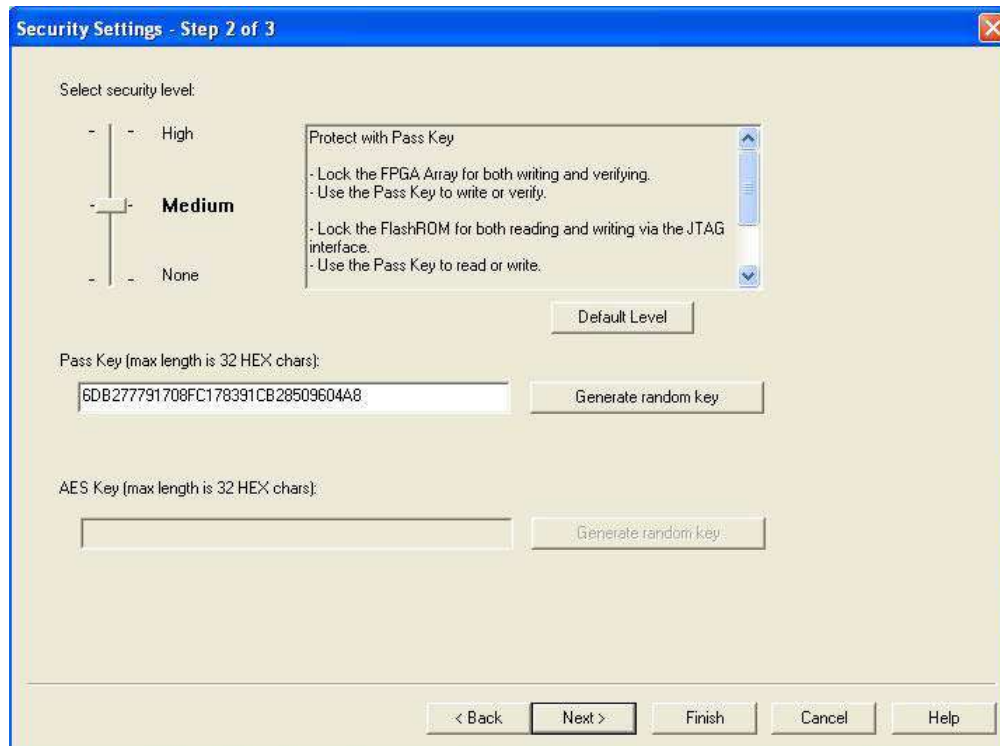 Security Settings - Step 2 of 3
Select security level:
High
Medium
None
Protect with Pass Key
- Lock the FPGA Array for both writing and verifying.
- Use the Pass Key to write or verify.
- Lock the FlashROM for both reading and writing via the JTAG
interface.
- Use the Pass Key to read or write.
Default Level
Pass Key (max length is 32 HEX chars):
6DB277791708FC178391CB28509604A8
Generate random key
AES Key (max length is 32 HEX chars):
Generate random key
< Back
Next >
Finish
Cancel
Help